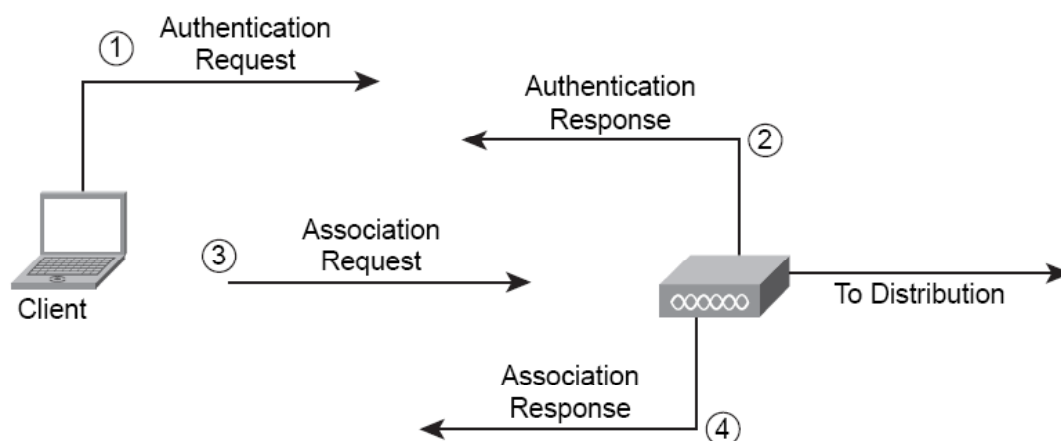 1
Authentication
Request
Authentication
Response
2
3
Association
Request
Client
To Distribution
Association
Response
4